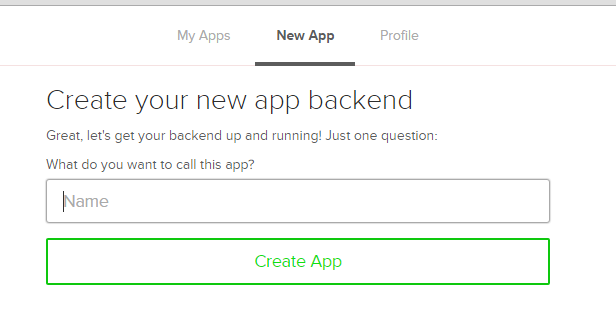 My Apps New App Profile
Create your new app backend
Great, let's get your backend up and running! Just one question:
What do you want to call this app?
Name
Create App